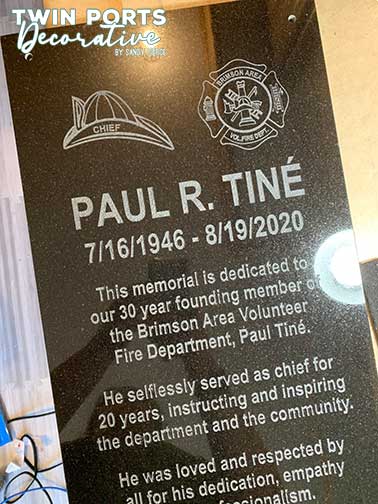 TWIN PORTS
Decorative
BY SANDY PIERCE
CHIEF
BRIMSON AREA
VOL. FIRE DEPT.
PAUL R. TINÉ
7/16/1946 - 8/19/2020
This memorial is dedicated to
our 30 year founding member of
the Brimson Area Volunteer
Fire Department, Paul Tiné.
He selflessly served as chief for
20 years, instructing and inspiring
the department and the community.
He was loved and respected by
all for his dedication, empathy
professionalism.